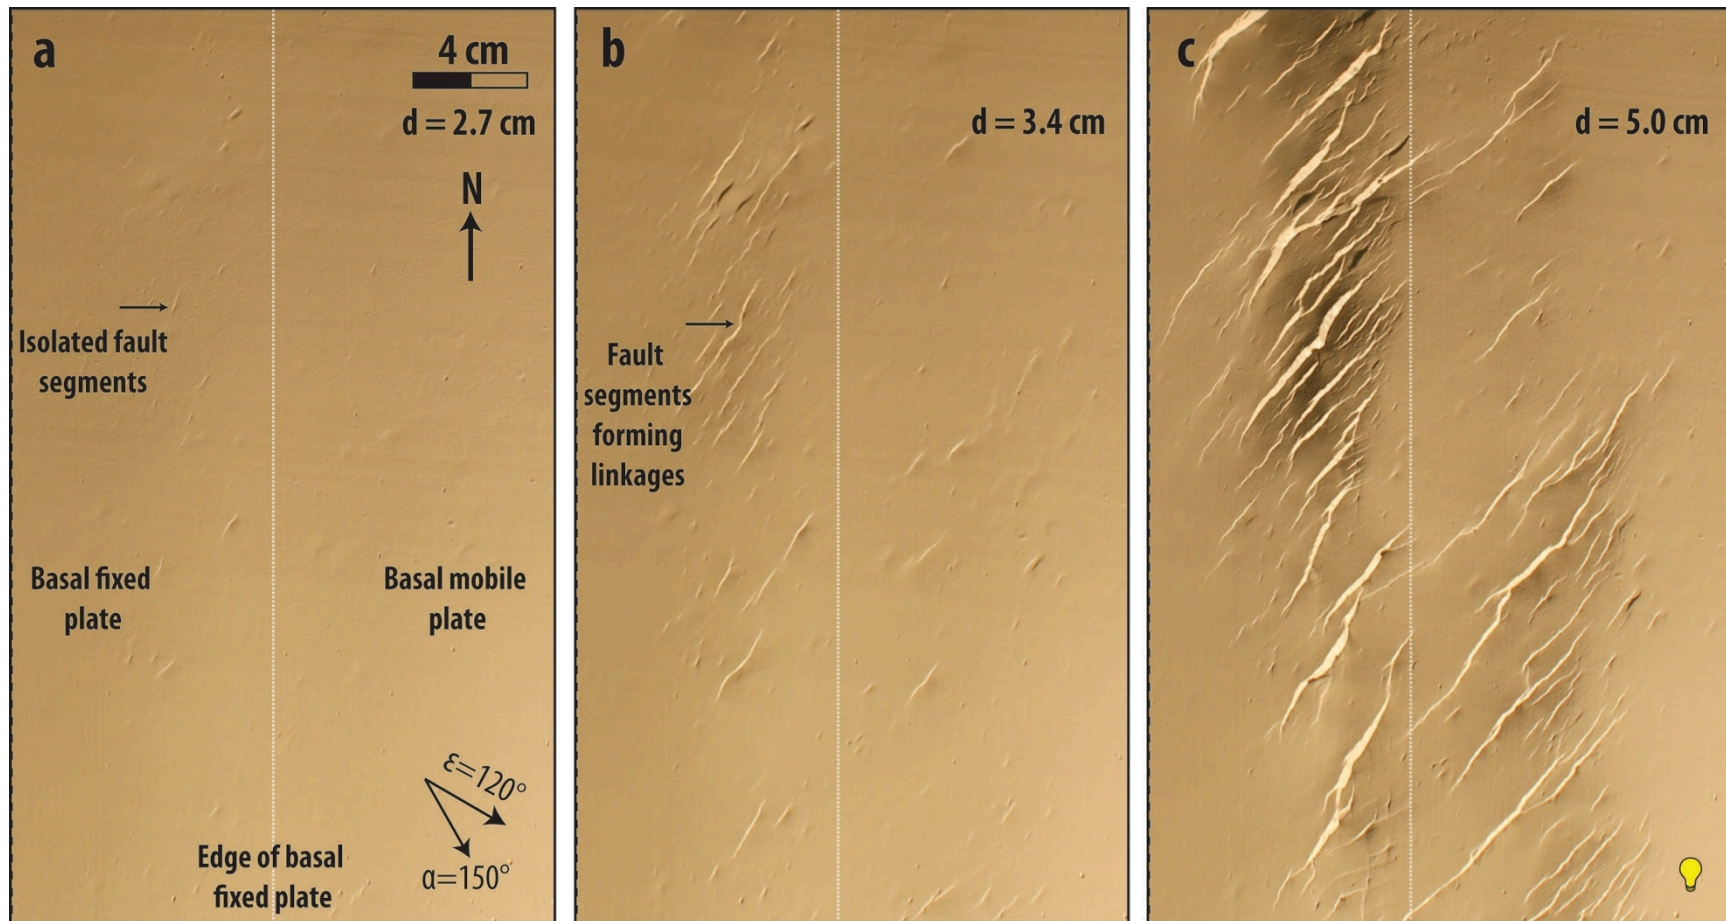 a
4 cm
d = 2.7 cm
N
Isolated fault
segments
Basal fixed
plate
Basal mobile
plate
ε=120°
α=150°
Edge of basal
fixed plate
b
d = 3.4 cm
Fault
segments
forming
linkages
c
d = 5.0 cm